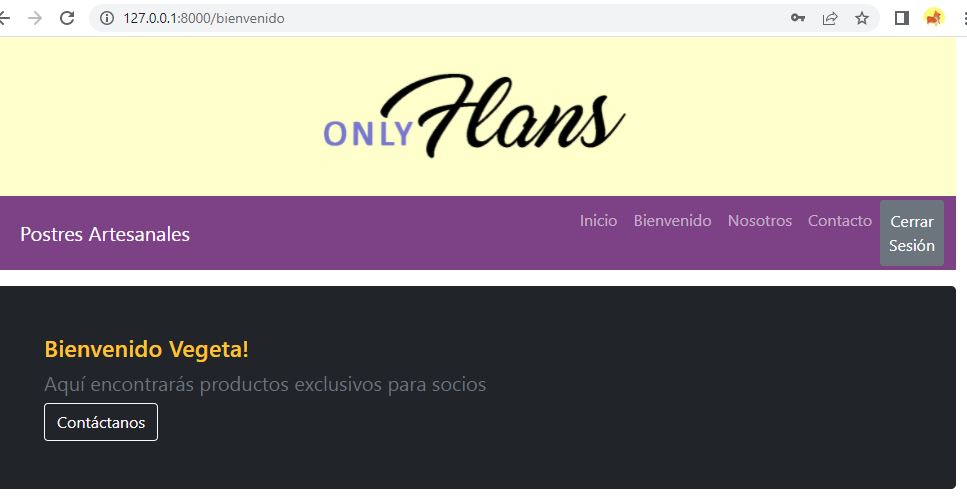 127.0.0.1:8000/bienvenido
ONLY Flans
Postres Artesanales
Inicio Bienvenido Nosotros Contacto
Cerrar
Sesión
Bienvenido Vegeta!
Aquí encontrarás productos exclusivos para socios
Contáctanos